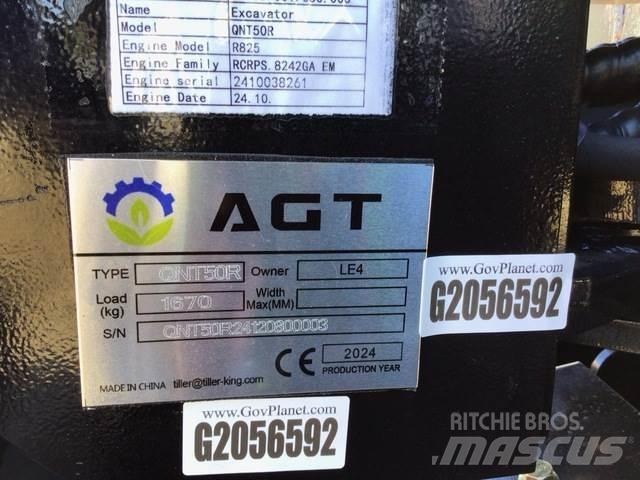 Name Excavator
Model QNT50R
Engine Model R825
Engine Family RCRPS.8242GA EM
Engine serial 2410038261
Engine Date 24.10.
AGT
TYPE QNT50R Owner LE4
Load (kg) 1670 Width Max(MM)
S/N QNT50R24120800003
CE 2024
PRODUCTION YEAR
MADE IN CHINA tiller@tiller-king.com
www.GovPlanet.com
G2056592
www.GovPlanet.com
G2056592
RITCHIE BROS.
MASCUS